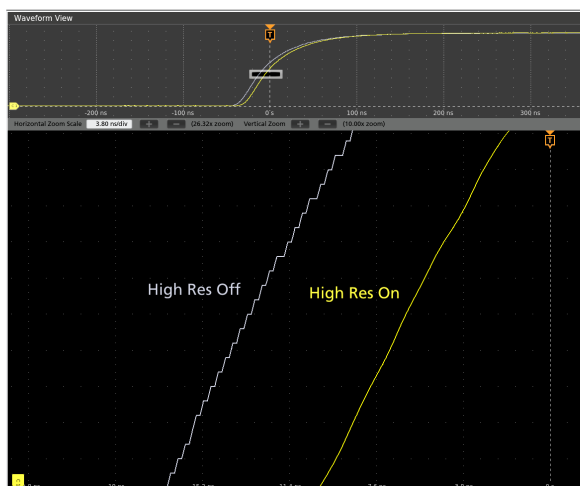 Waveform View
T
-200 ns -100 ns 0 s 100 ns 200 ns 300 ns
Horizontal Zoom Scale 3.80 ns/div + − (26.32x zoom) Vertical Zoom + − (10.00x zoom)
T
High Res Off High Res On